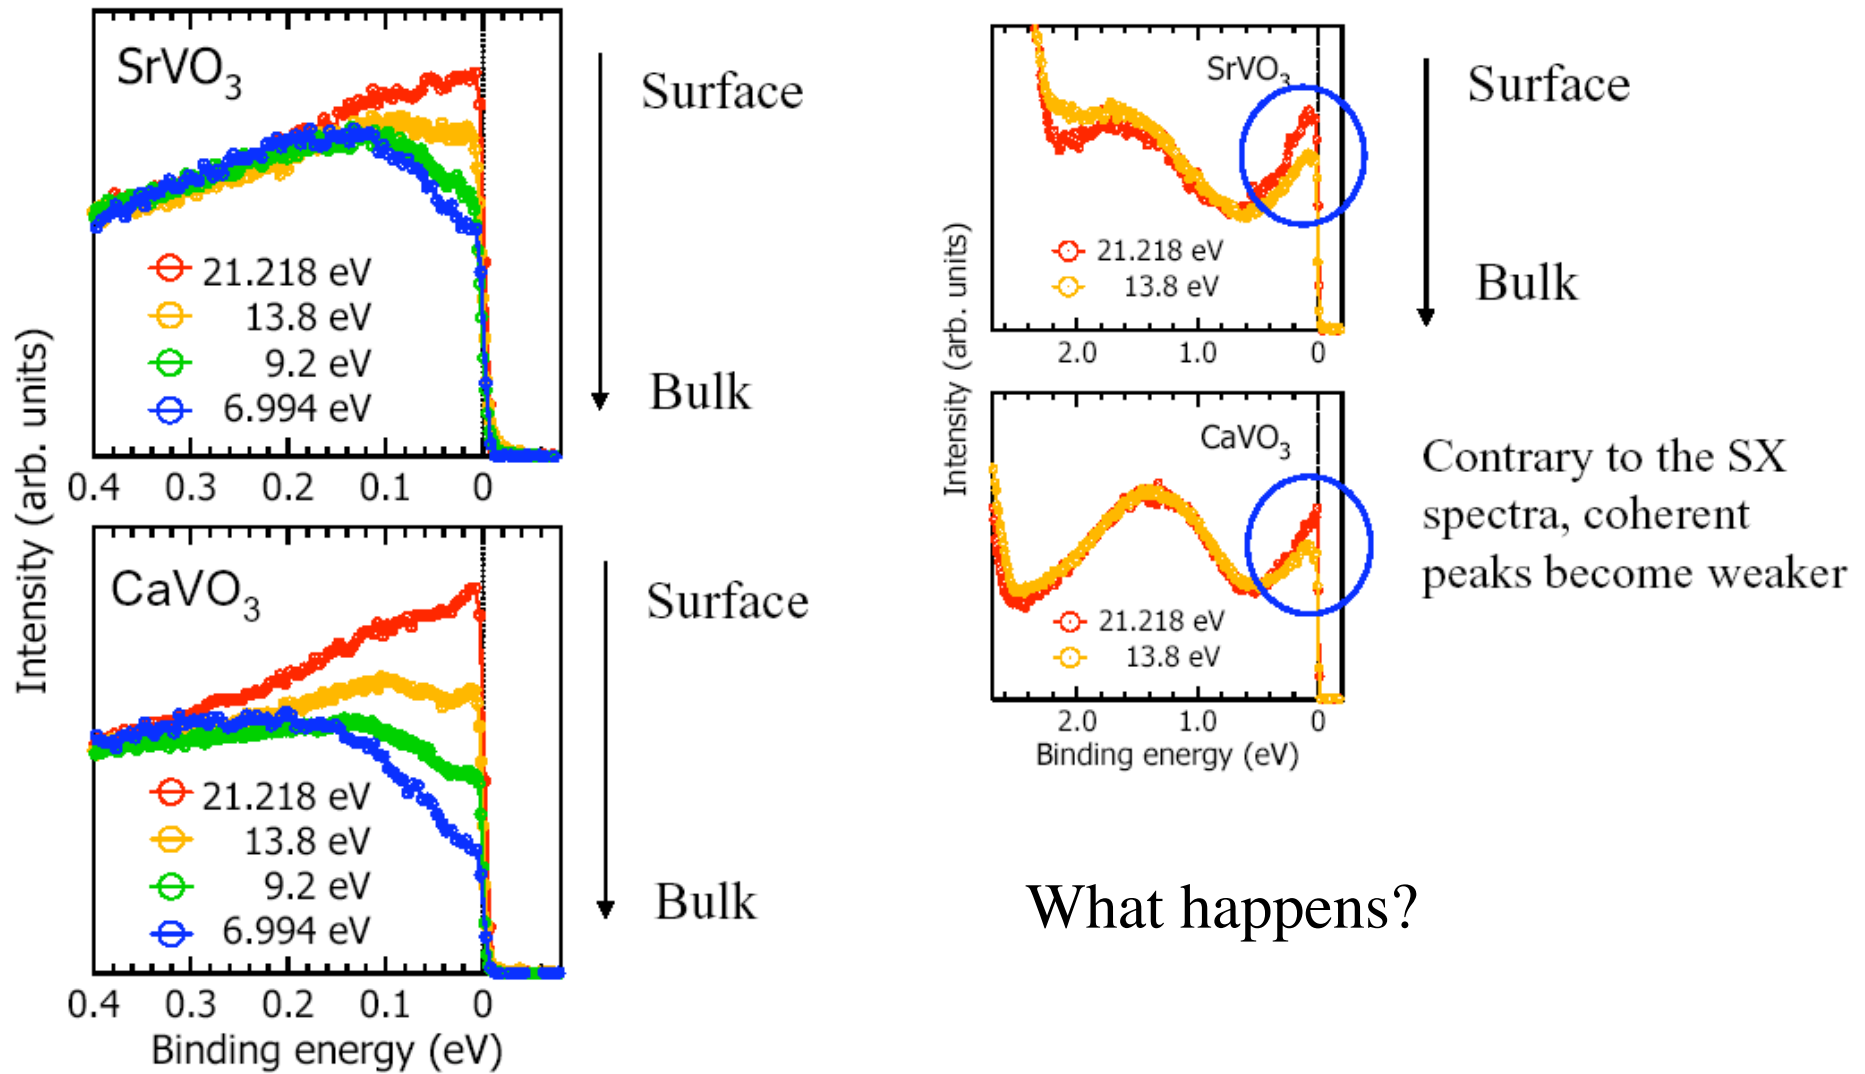 SrVO3
21.218 eV
13.8 eV
9.2 eV
6.994 eV
0.4 0.3 0.2 0.1 0
Surface
Bulk
CaVO3
21.218 eV
13.8 eV
9.2 eV
6.994 eV
0.4 0.3 0.2 0.1 0
Binding energy (eV)
Intensity (arb. units)
Surface
Bulk
SrVO3
21.218 eV
13.8 eV
2.0 1.0 0
Surface
Bulk
CaVO3
21.218 eV
13.8 eV
2.0 1.0 0
Binding energy (eV)
Intensity (arb. units)
Contrary to the SX
spectra, coherent
peaks become weaker
What happens?